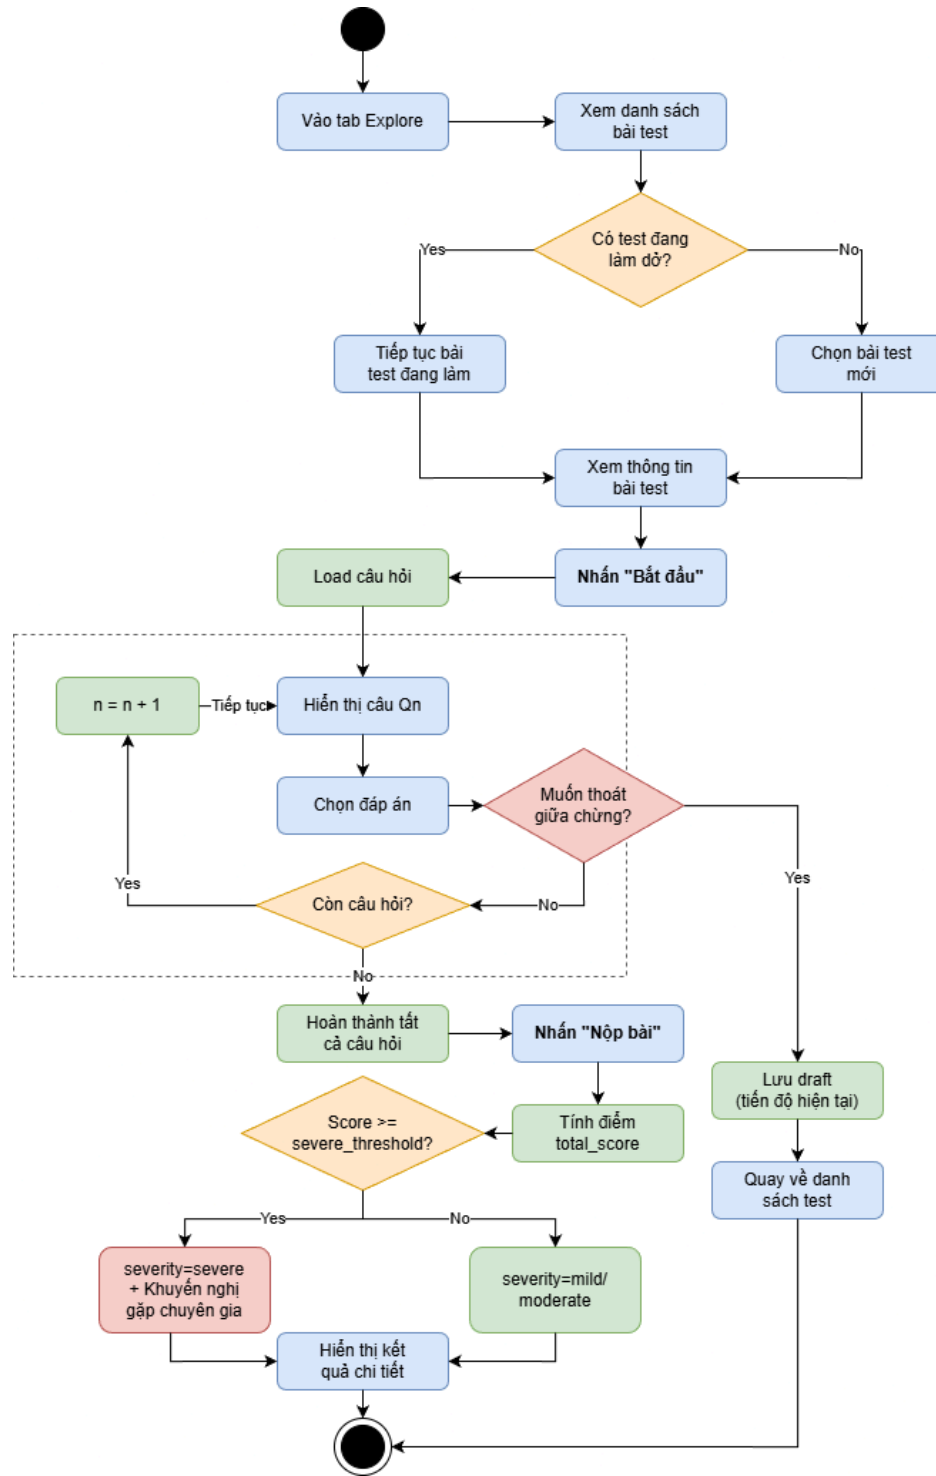 Vào tab Explore
Xem danh sách
bài test
Có test đang
làm dở?
Yes
No
Tiếp tục bài
test đang làm
Chọn bài test
mới
Xem thông tin
bài test
Nhấn "Bắt đầu"
Load câu hỏi
n = n + 1
Tiếp tục
Hiển thị câu Qn
Chọn đáp án
Muốn thoát
giữa chừng?
Yes
Yes
Còn câu hỏi?
No
No
Hoàn thành tất
cả câu hỏi
Nhấn "Nộp bài"
Lưu draft
(tiến độ hiện tại)
Score >=
severe_threshold?
Tính điểm
total_score
Quay về danh
sách test
Yes
No
severity=severe
+ Khuyến nghị
gặp chuyên gia
severity=mild/
moderate
Hiển thị kết
quả chi tiết